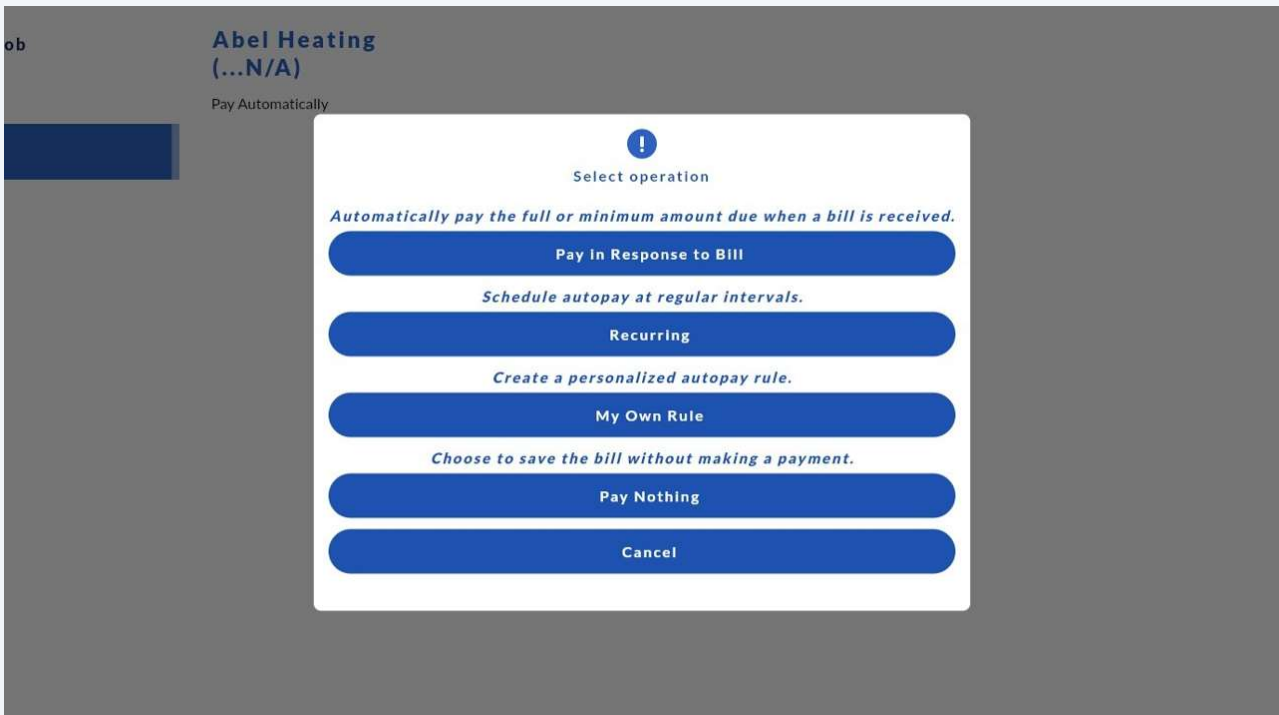 ob
Abel Heating
(...N/A)
Pay Automatically
!
Select operation
Automatically pay the full or minimum amount due when a bill is received.
Pay In Response to Bill
Schedule autopay at regular intervals.
Recurring
Create a personalized autopay rule.
My Own Rule
Choose to save the bill without making a payment.
Pay Nothing
Cancel